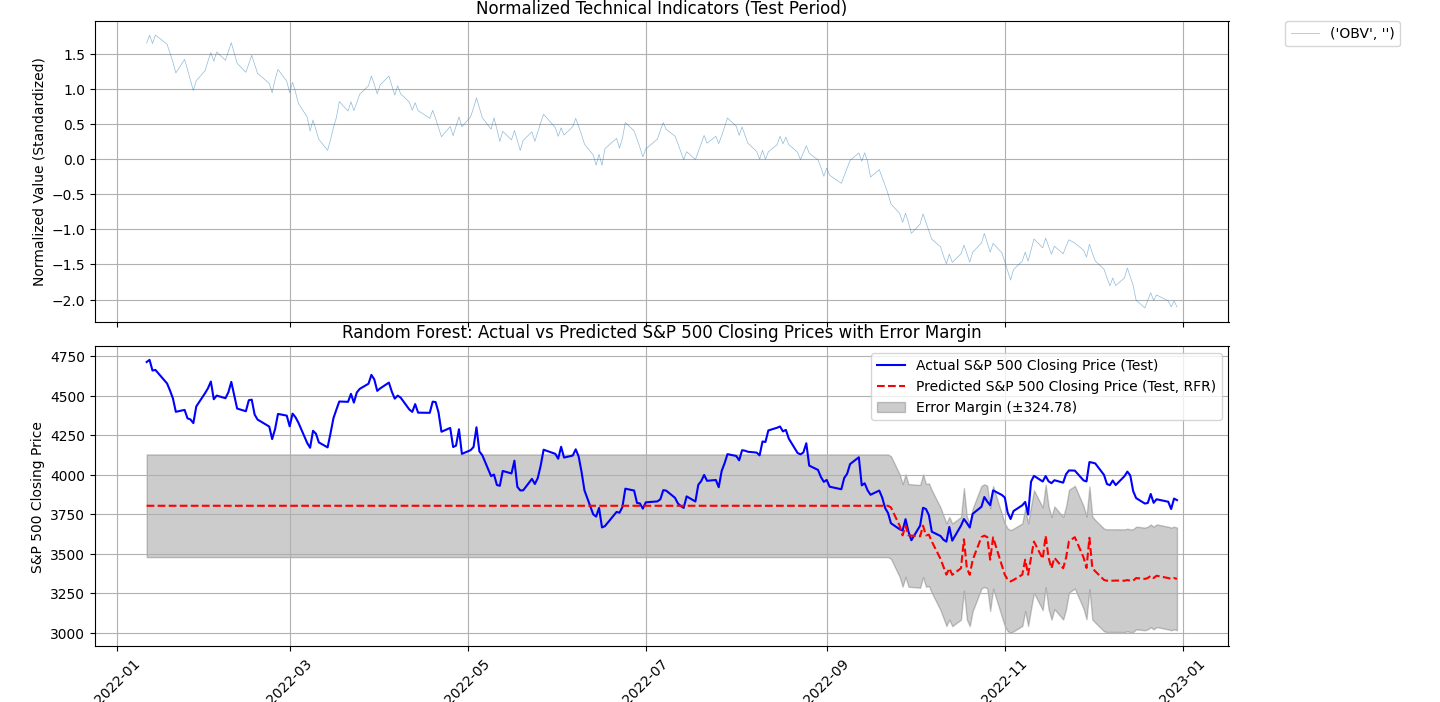 Normalized Technical Indicators (Test Period)
('OBV', '')
Normalized Value (Standardized)
1.5
1.0
0.5
0.0
−0.5
−1.0
−1.5
−2.0
Random Forest: Actual vs Predicted S&P 500 Closing Prices with Error Margin
Actual S&P 500 Closing Price (Test)
Predicted S&P 500 Closing Price (Test, RFR)
Error Margin (±324.78)
S&P 500 Closing Price
4750
4500
4250
4000
3750
3500
3250
3000
2022-01
2022-03
2022-05
2022-07
2022-09
2022-11
2023-01